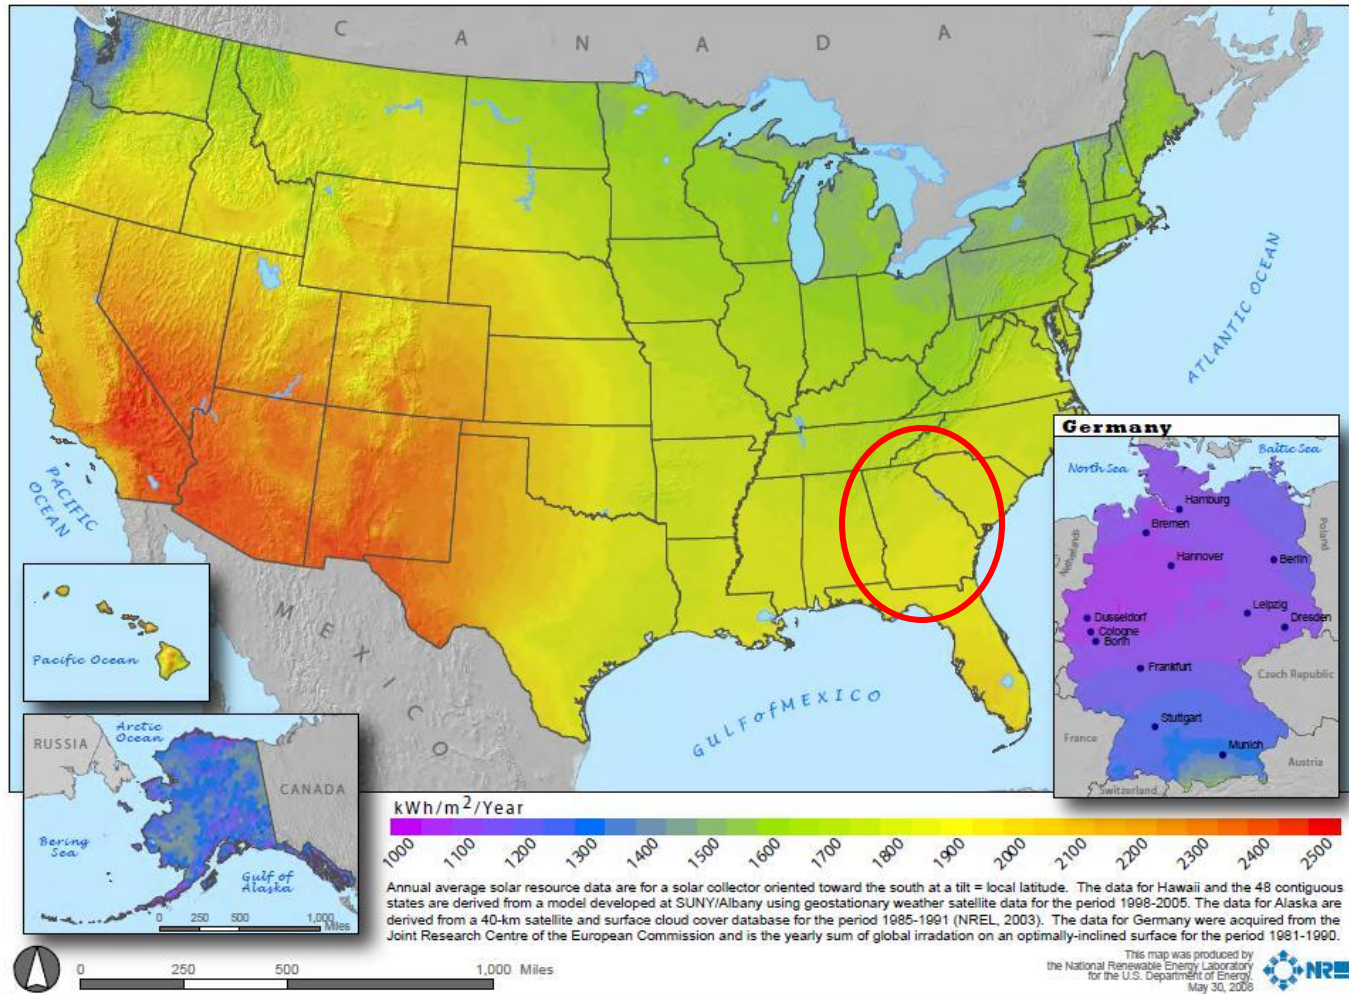 C A N A D A
ATLANTIC OCEAN
PACIFIC
OCEAN
MEXICO
GULF of MEXICO
Pacific Ocean
Arctic
Ocean
RUSSIA
CANADA
Bering
Sea
Gulf of
Alaska
0 250 500 1,000
Miles
Germany
North Sea
Baltic Sea
Hamburg
Bremen
Netherlands
Poland
Hannover
Berlin
Leipzig
Dusseldorf
Dresden
Cologne
Bonn
Frankfurt
Czech Republic
Stuttgart
France
Munich
Austria
Switzerland
kWh/m²/Year
1000 1100 1200 1300 1400 1500 1600 1700 1800 1900 2000 2100 2200 2300 2400 2500
Annual average solar resource data are for a solar collector oriented toward the south at a tilt = local latitude. The data for Hawaii and the 48 contiguous
states are derived from a model developed at SUNY/Albany using geostationary weather satellite data for the period 1998-2005. The data for Alaska are
derived from a 40-km satellite and surface cloud cover database for the period 1985-1991 (NREL, 2003). The data for Germany were acquired from the
Joint Research Centre of the European Commission and is the yearly sum of global irradation on an optimally-inclined surface for the period 1981-1990.
0 250 500 1,000 Miles
This map was produced by
the National Renewable Energy Laboratory
for the U.S. Department of Energy.
May 30, 2008
NRE